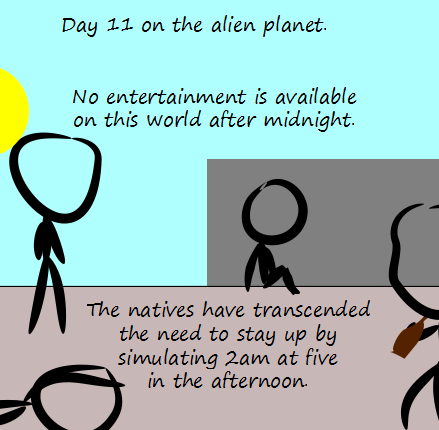 Day 11 on the alien planet.
No entertainment is available
on this World after midnight.
The natives have transcended
the need to stay up by
simulating 2am at five
in the afternoon.